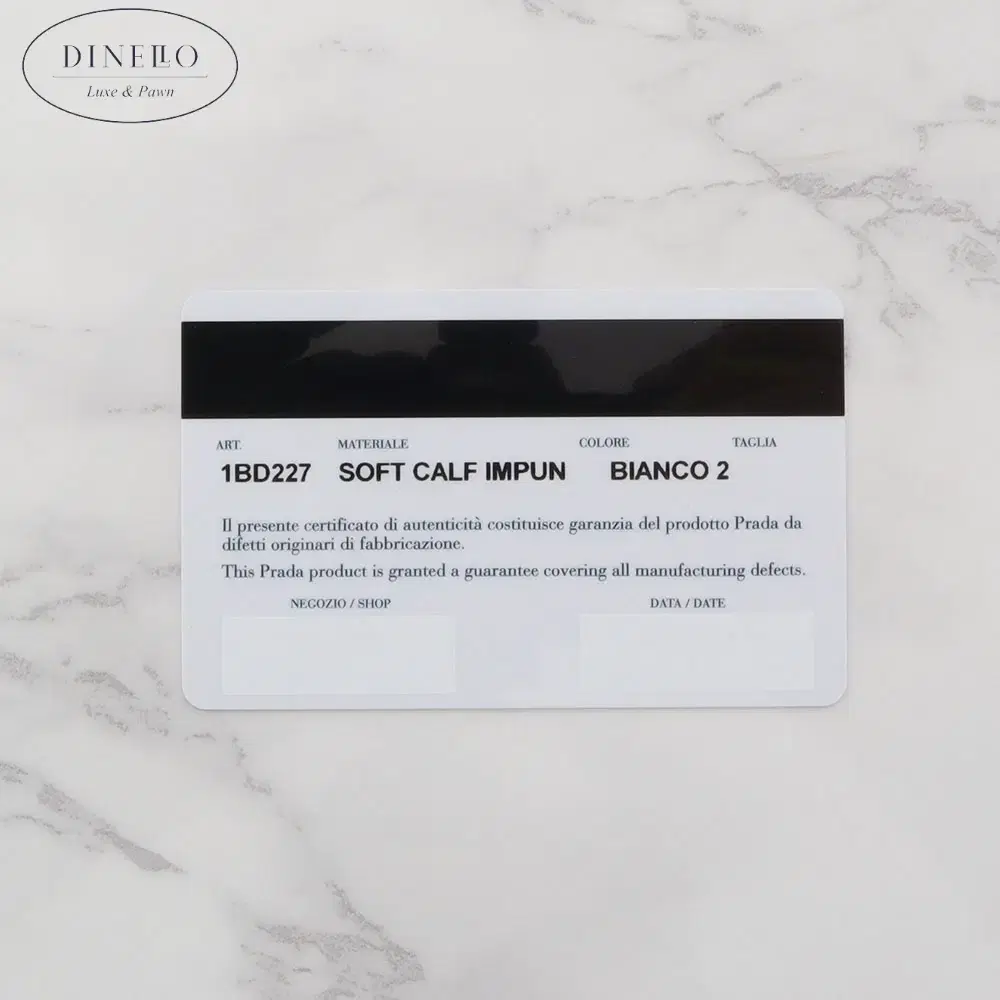 DINELLO
Luxe & Pawn
ART. MATERIALE COLORE TAGLIA
1BD227 SOFT CALF IMPUN BIANCO 2
Il presente certificato di autenticità costituisce garanzia del prodotto Prada da
difetti originari di fabbricazione.
This Prada product is granted a guarantee covering all manufacturing defects.
NEGOZIO / SHOP DATA / DATE